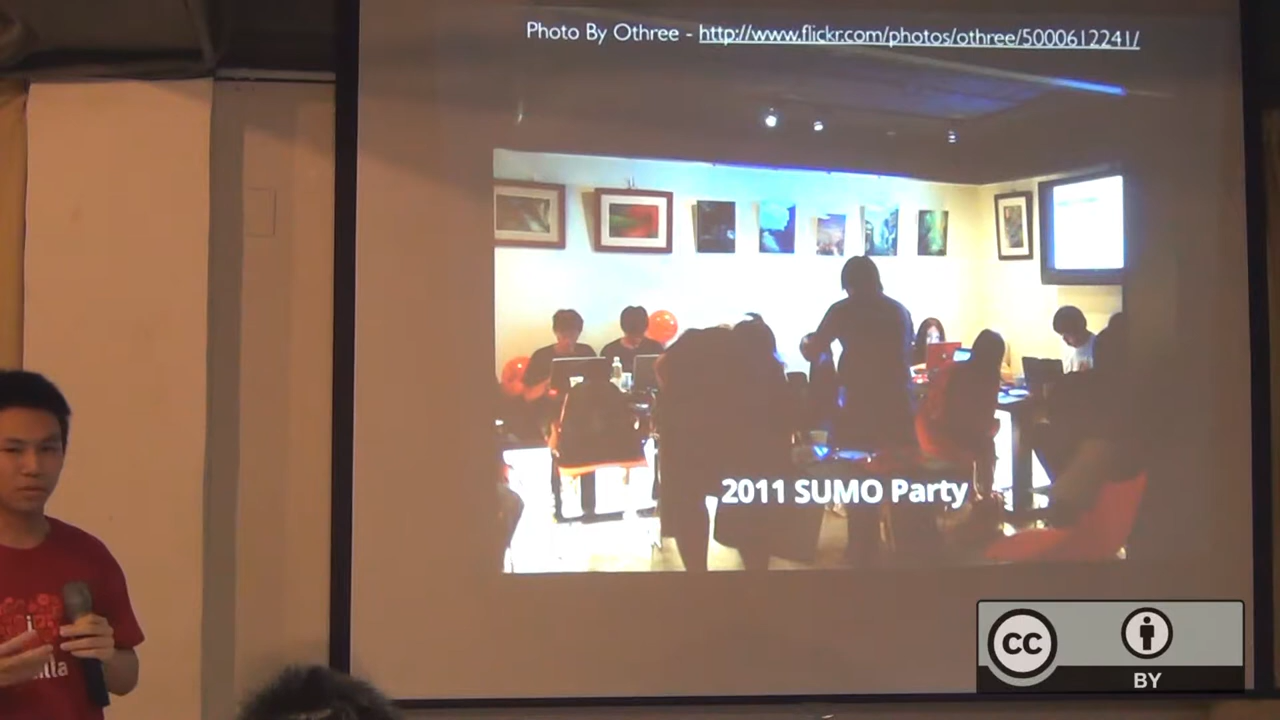 Photo By Othree - http://www.flickr.com/photos/othree/5000612241/
2011 SUMO Party
CC
BY